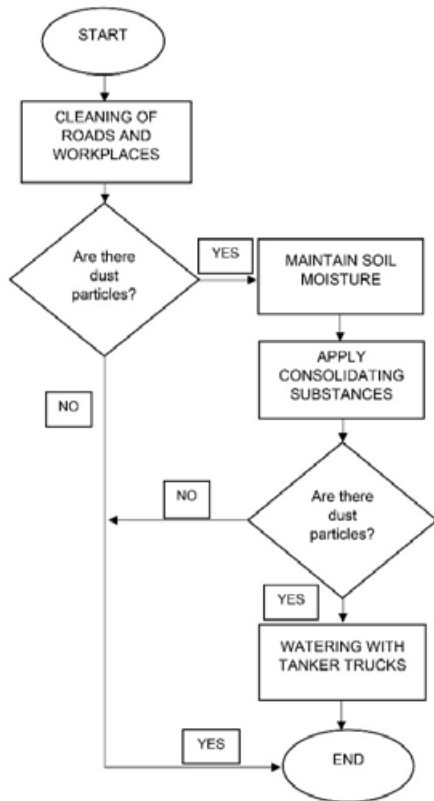 START
CLEANING OF
ROADS AND
WORKPLACES
Are there
dust
particles?
YES
MAINTAIN SOIL
MOISTURE
APPLY
CONSOLIDATING
SUBSTANCES
NO
NO
Are there
dust
particles?
YES
WATERING WITH
TANKER TRUCKS
YES
END